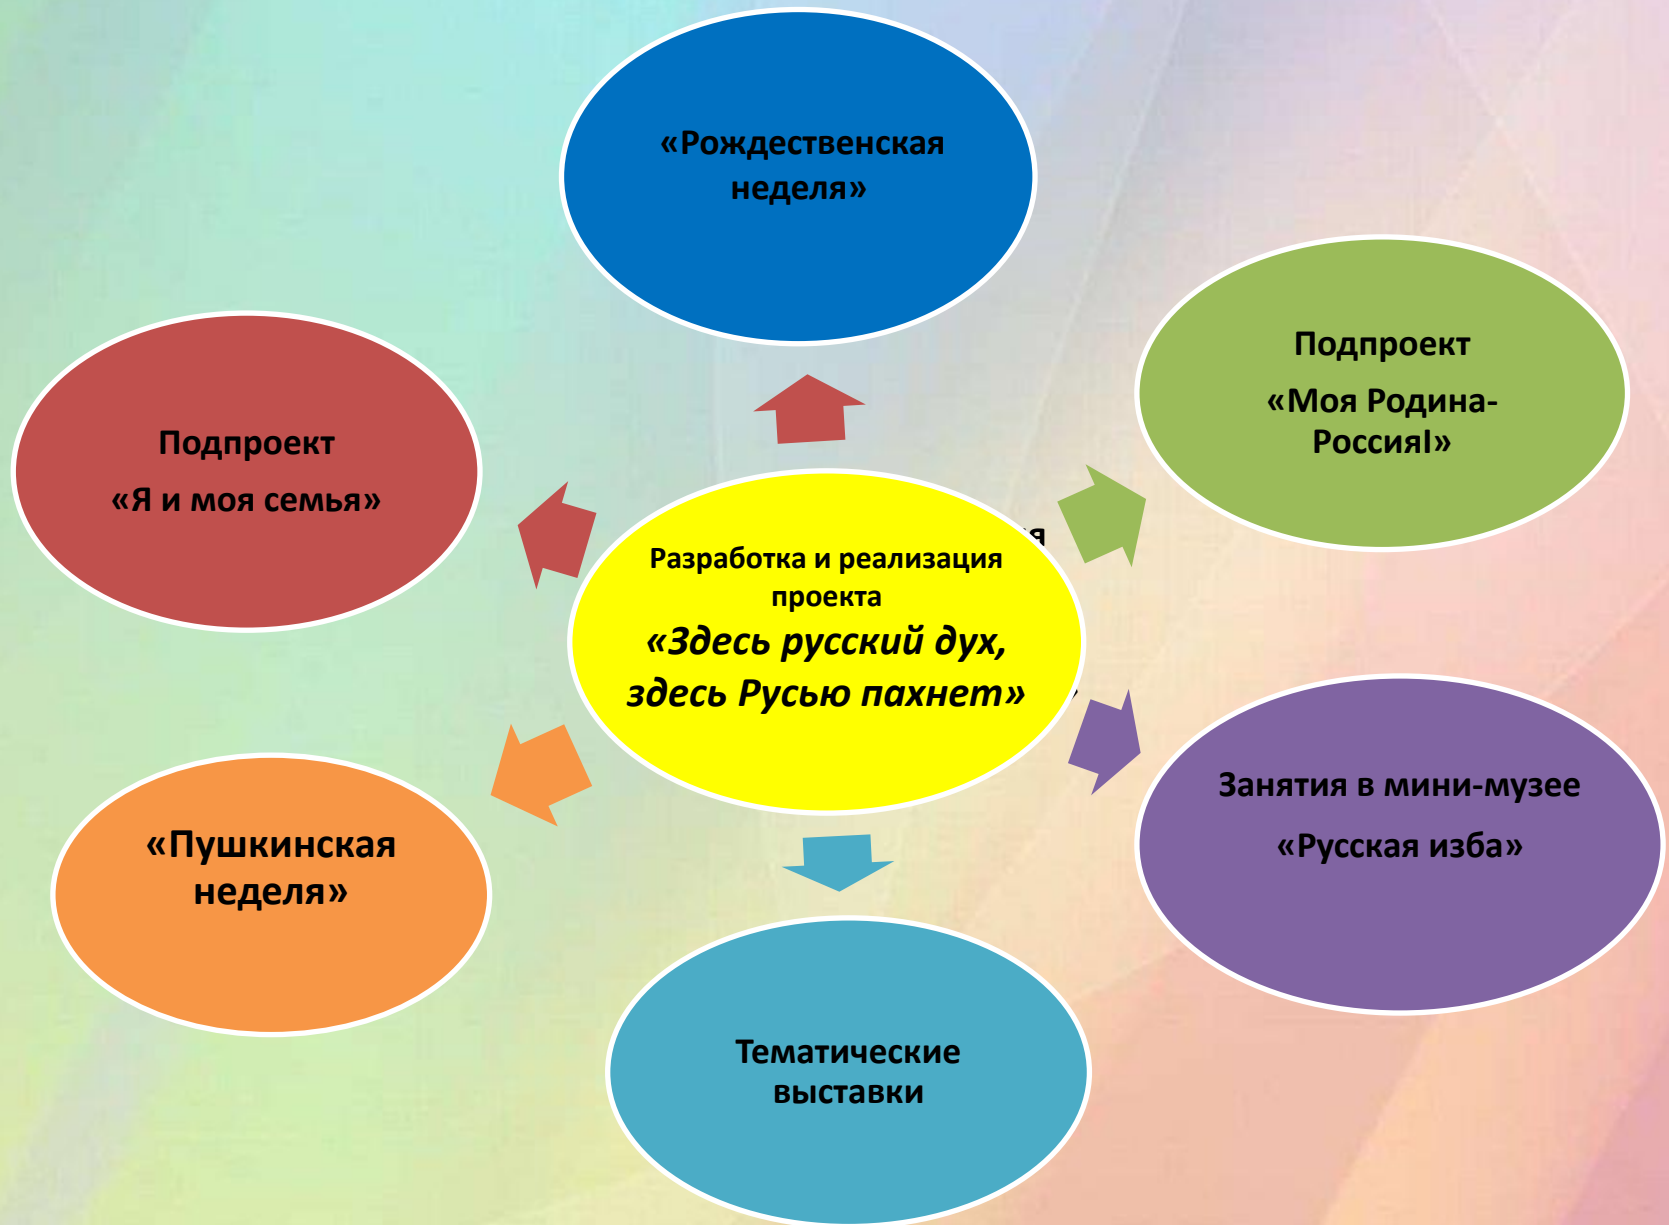 «Рождественская
неделя»
Подпроект
«Моя Родина-
РоссияІ»
Подпроект
«Я и моя семья»
Разработка и реализация
проекта
«Здесь русский дух,
здесь Русью пахнет»
Занятия в мини-музее
«Русская изба»
«Пушкинская
неделя»
Тематические
выставки